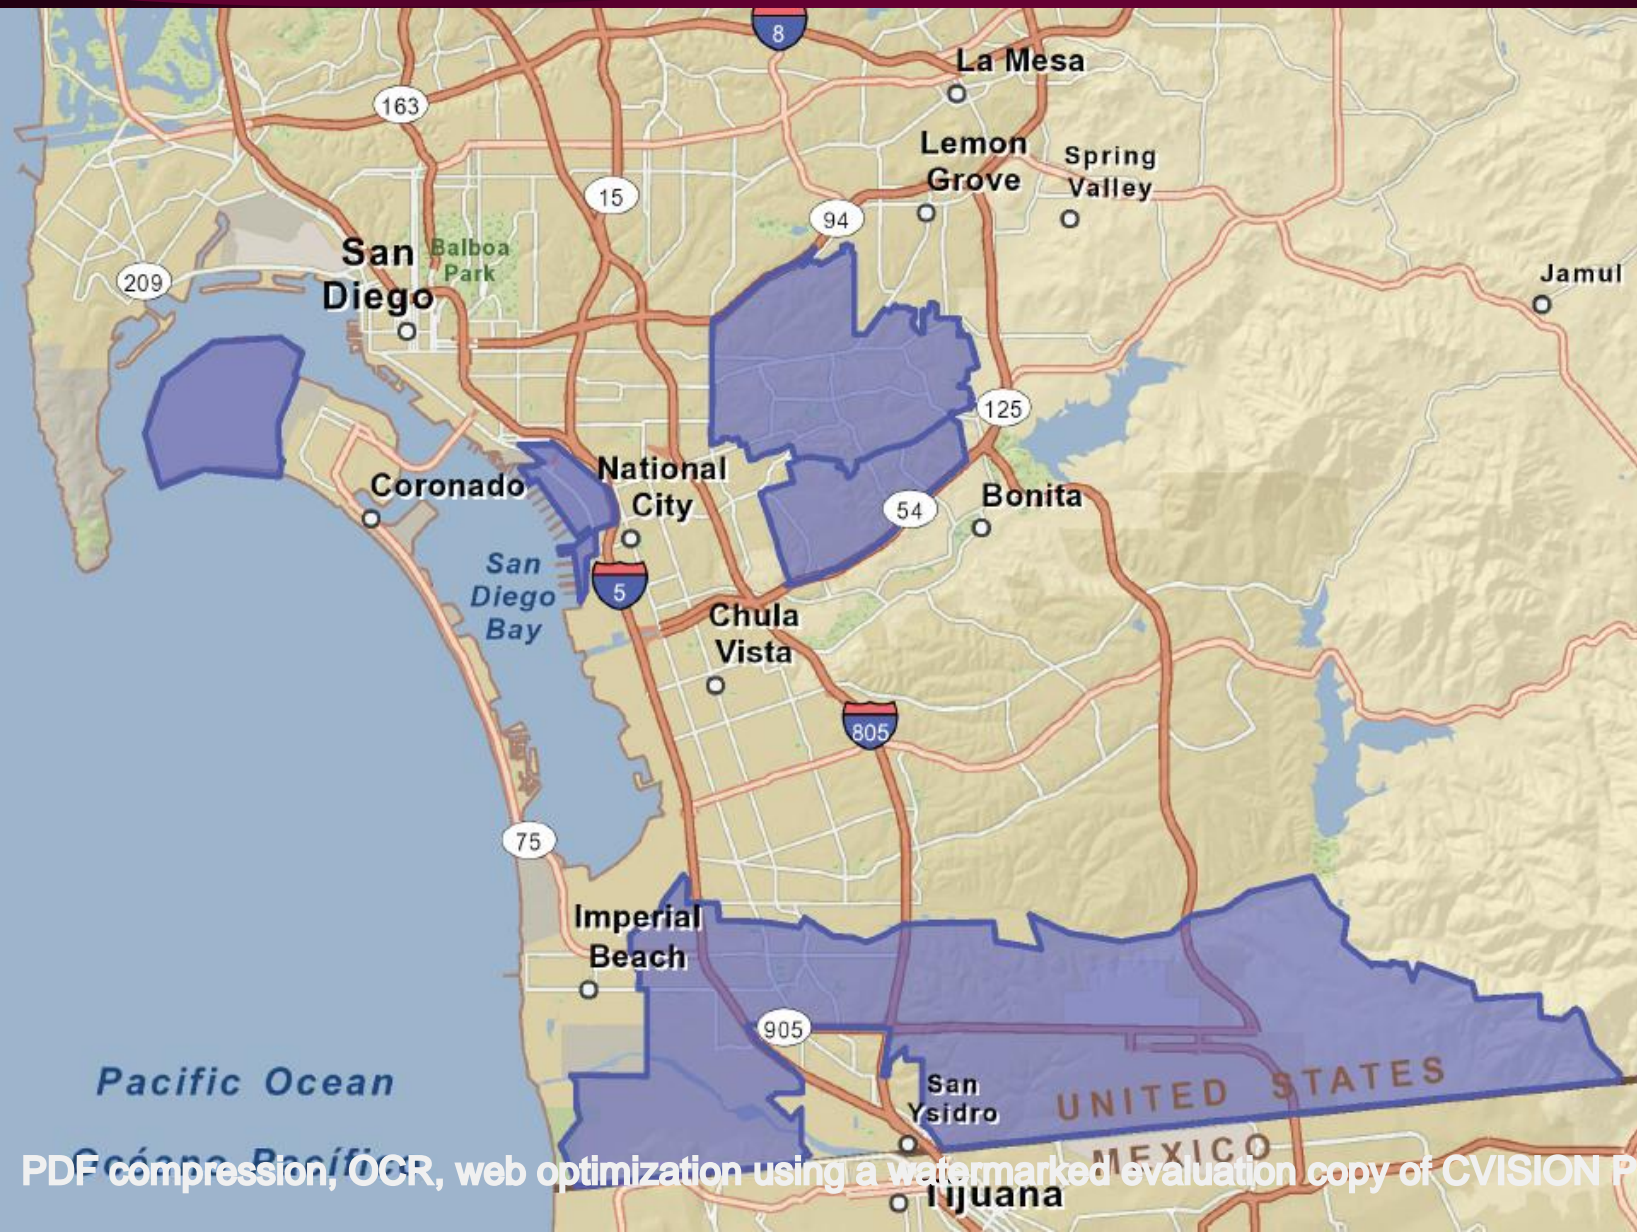 8
La Mesa
163
Lemon
Grove
Spring
Valley
15
94
San
Diego
Balboa
Park
209
Jamul
125
National
City
Coronado
54
Bonita
San
Diego
Bay
5
Chula
Vista
805
75
Imperial
Beach
905
Pacific Ocean
San
Ysidro
UNITED STATES
MEXICO
Océano Pacífico
PDF compression, OCR, web optimization using a watermarked evaluation copy of CVISION P
Tijuana